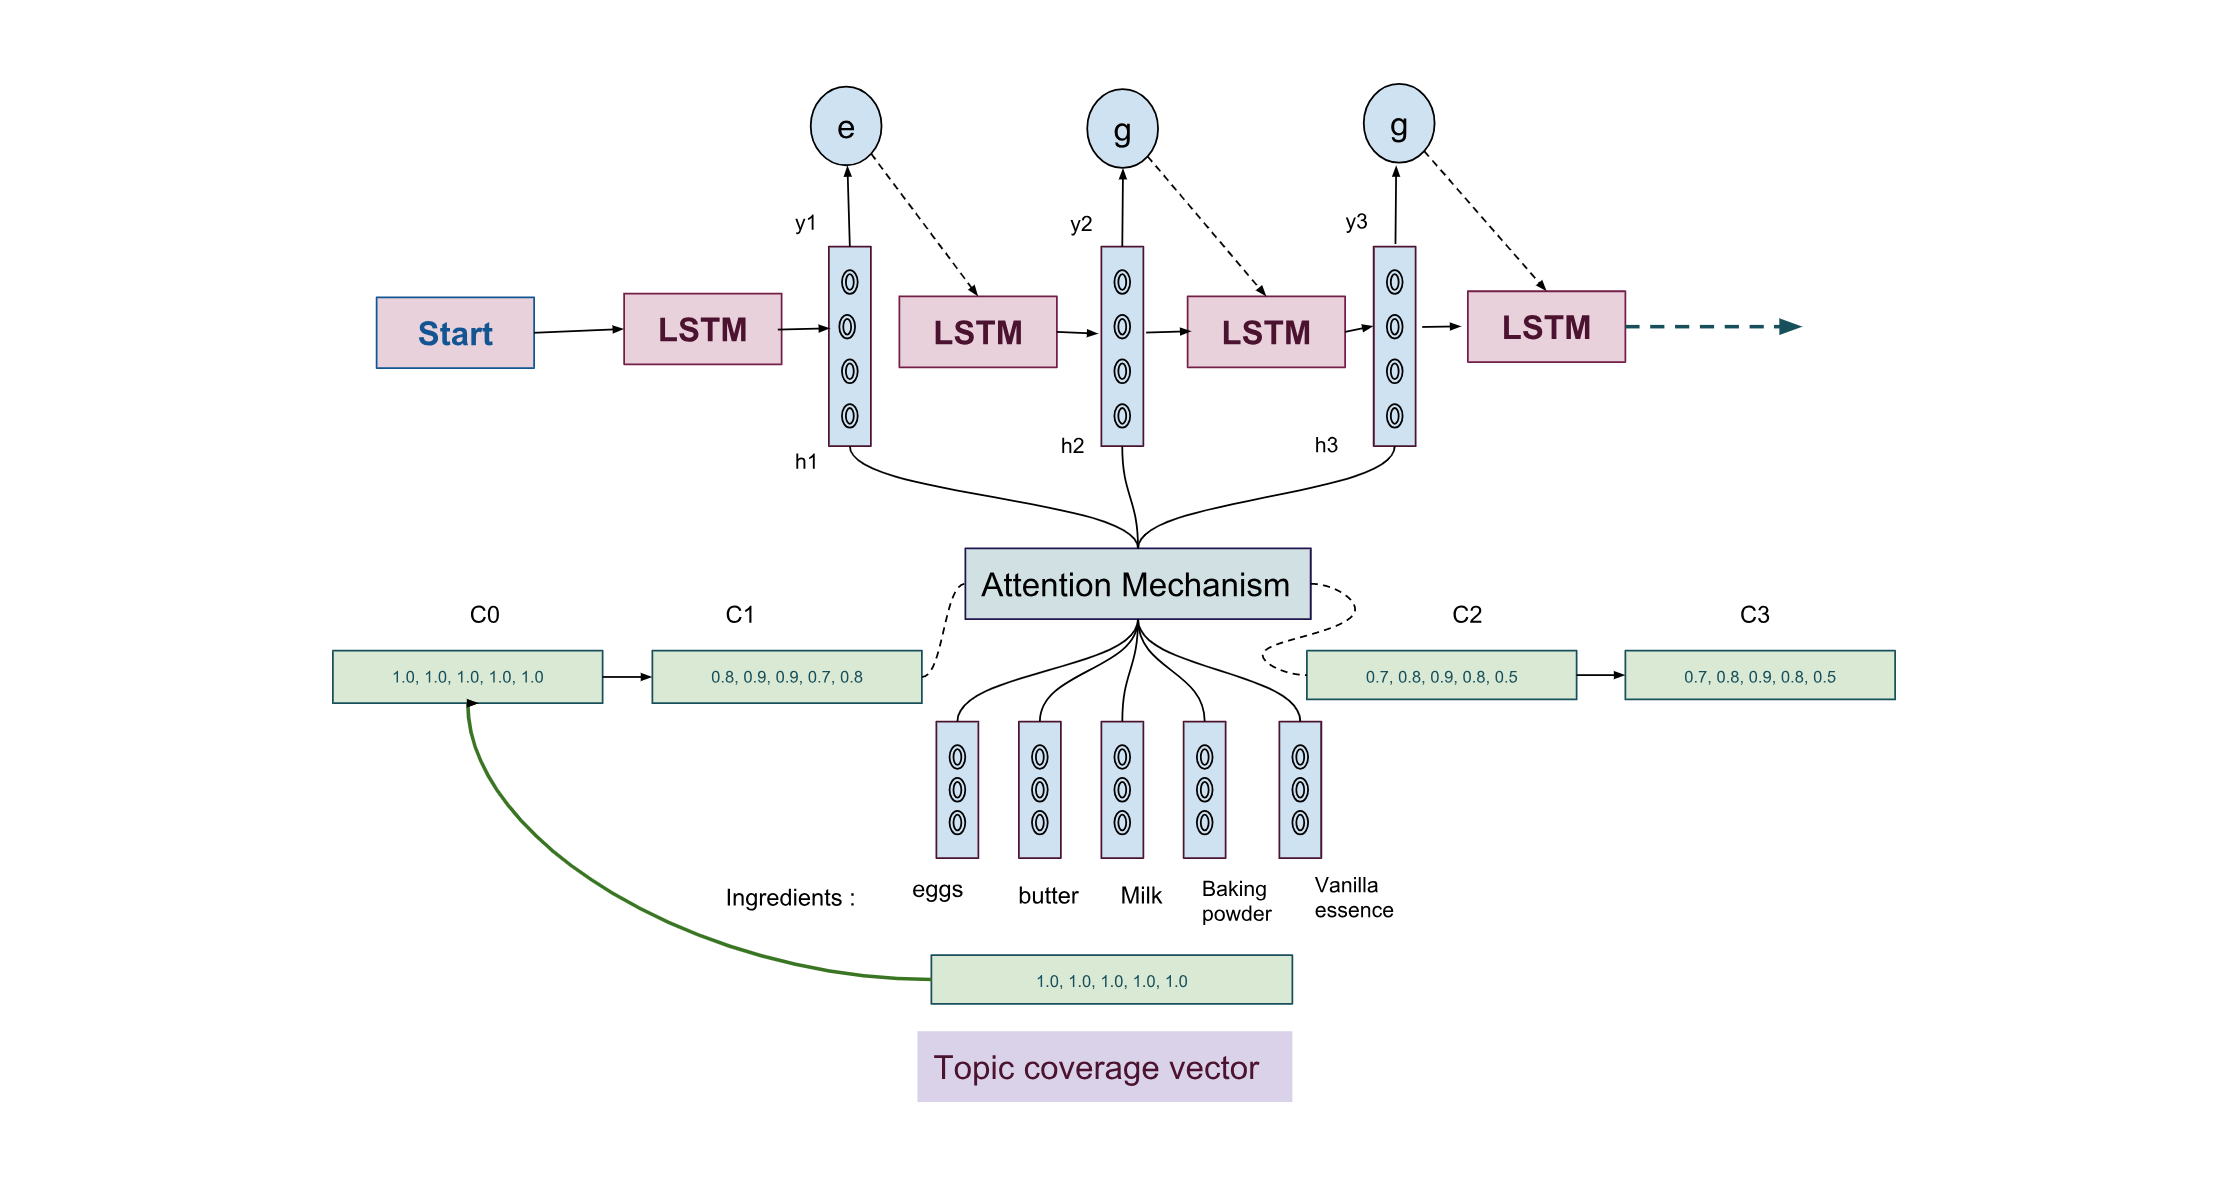 e
g
g
y1
y2
y3
Start
LSTM
LSTM
LSTM
LSTM
h1
h2
h3
Attention Mechanism
C0
C1
C2
C3
1.0, 1.0, 1.0, 1.0, 1.0
0.8, 0.9, 0.9, 0.7, 0.8
0.7, 0.8, 0.9, 0.8, 0.5
0.7, 0.8, 0.9, 0.8, 0.5
Ingredients :
eggs
butter
Milk
Baking
powder
Vanilla
essence
1.0, 1.0, 1.0, 1.0, 1.0
Topic coverage vector